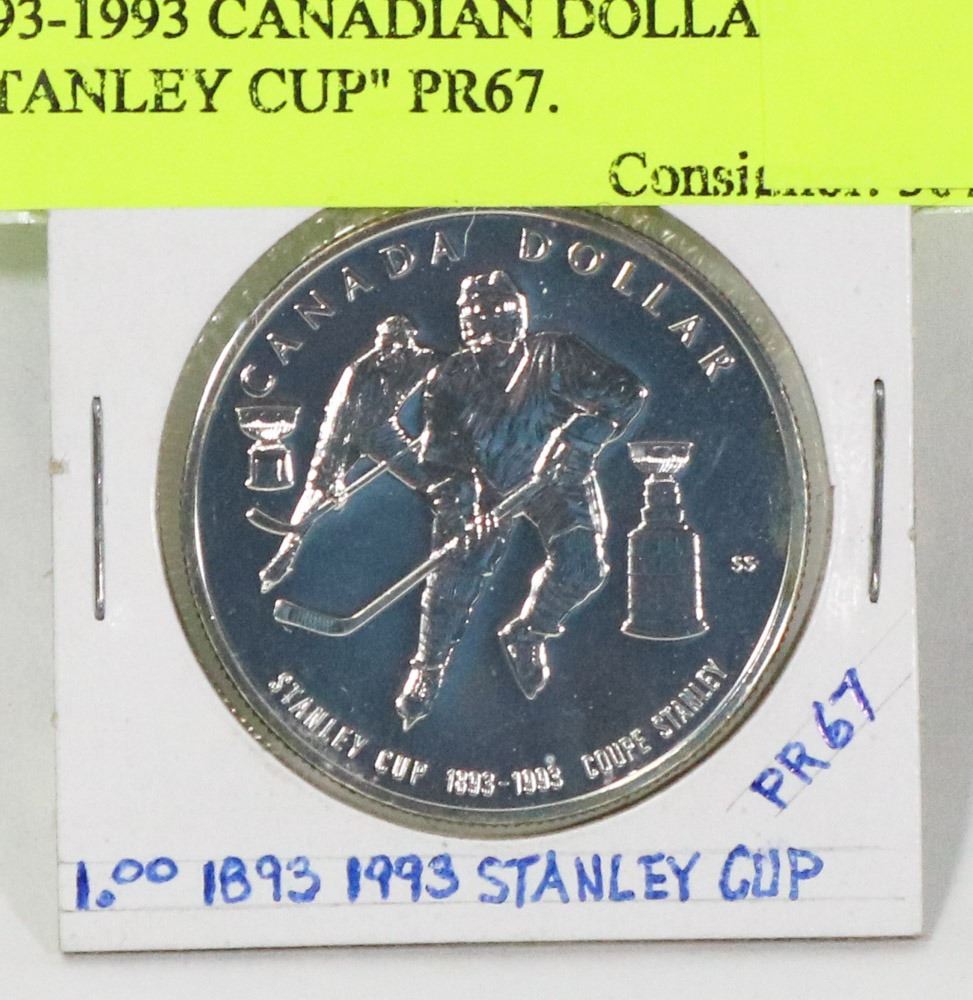 93-1993 CANADIAN DOLLA
TANLEY CUP" PR67.
CANADA DOLLAR
SS
STANLEY CUP 1893-1993 COUPE STANLEY
PR67
1.00 1893 1993 STANLEY CUP